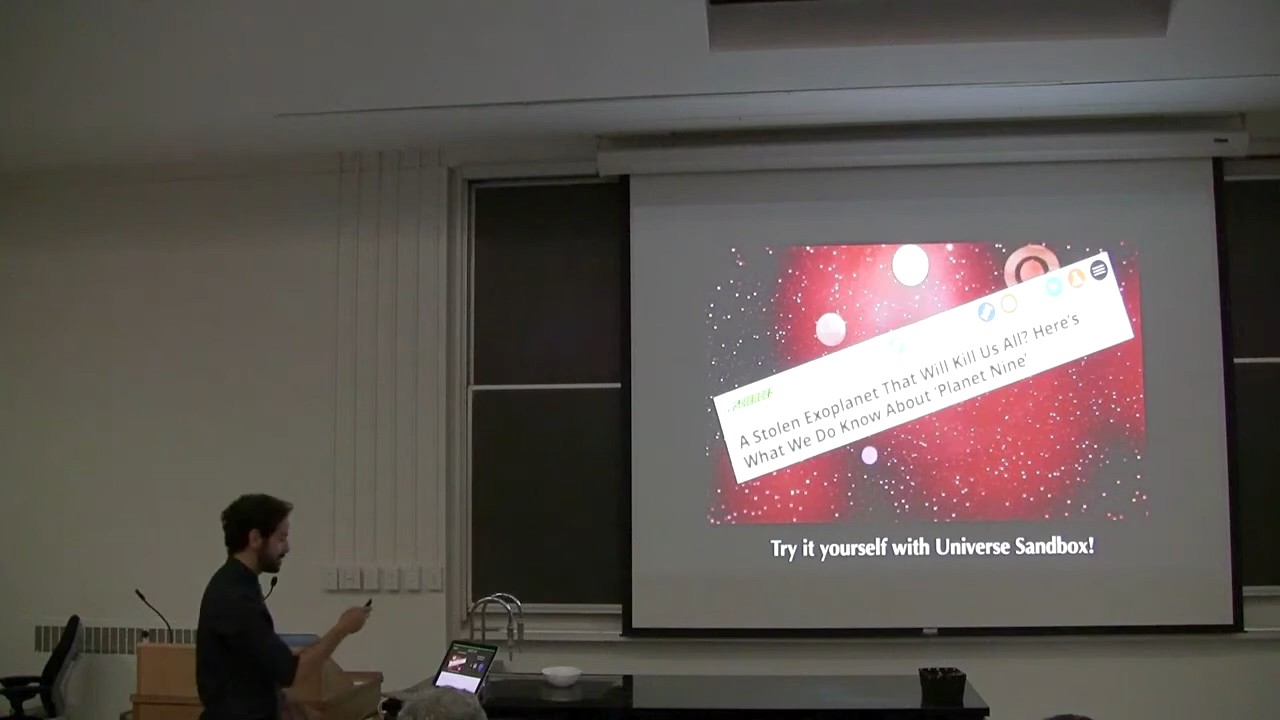 A Stolen Exoplanet That Will Kill Us All? Here's
What We Do Know About 'Planet Nine'
Try it yourself with Universe Sandbox!